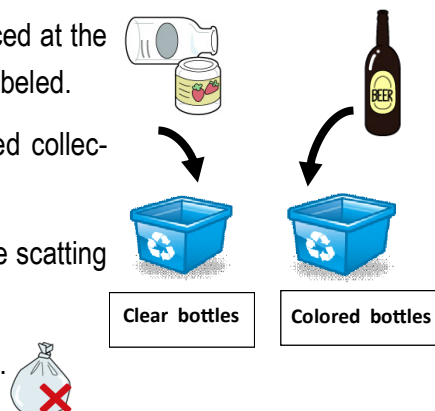 ced at the
beled.
ed collec-
e scatting
.
BEER
Clear bottles
Colored bottles